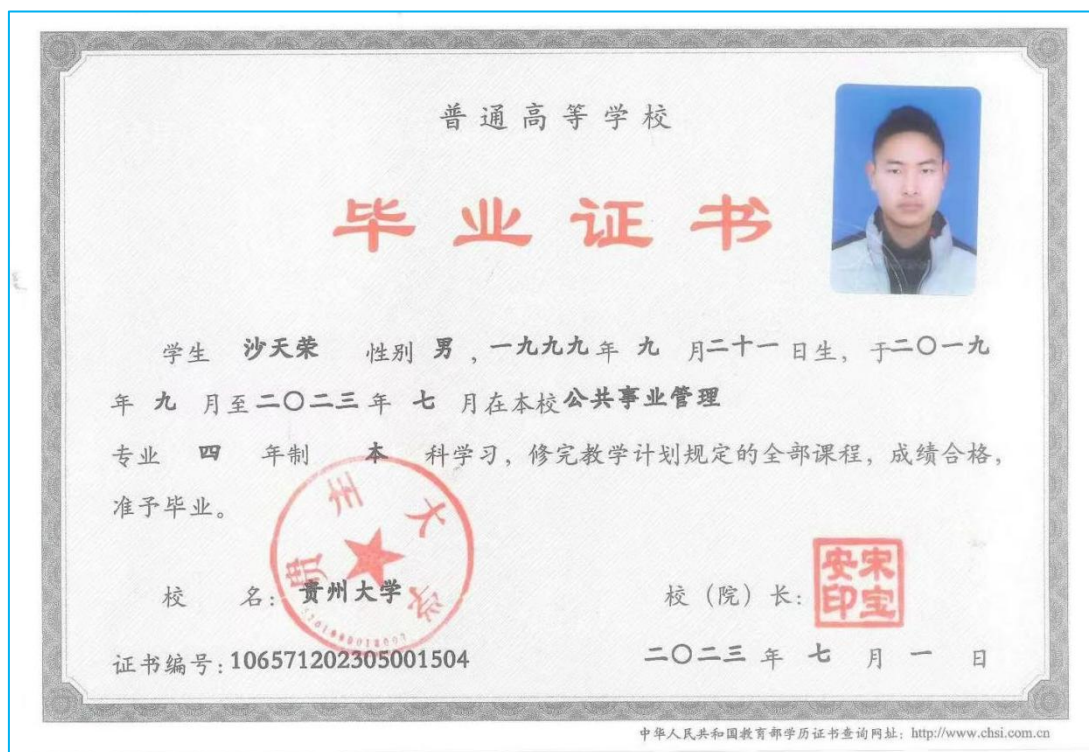 普通高等学校
毕业证书
学生 沙天荣 性别 男，一九九九年 九 月二十一日生，于二〇一九
年 九 月至二〇二三年 七 月在本校公共事业管理
专业 四 年制 本 科学习，修完教学计划规定的全部课程，成绩合格，
准予毕业。
贵州大学
校 名：贵州大学
校（院）长：
宋宝安印
证书编号：106571202305001504
二〇二三 年 七 月 一 日
中华人民共和国教育部学历证书查询网址：http://www.chsi.com.cn